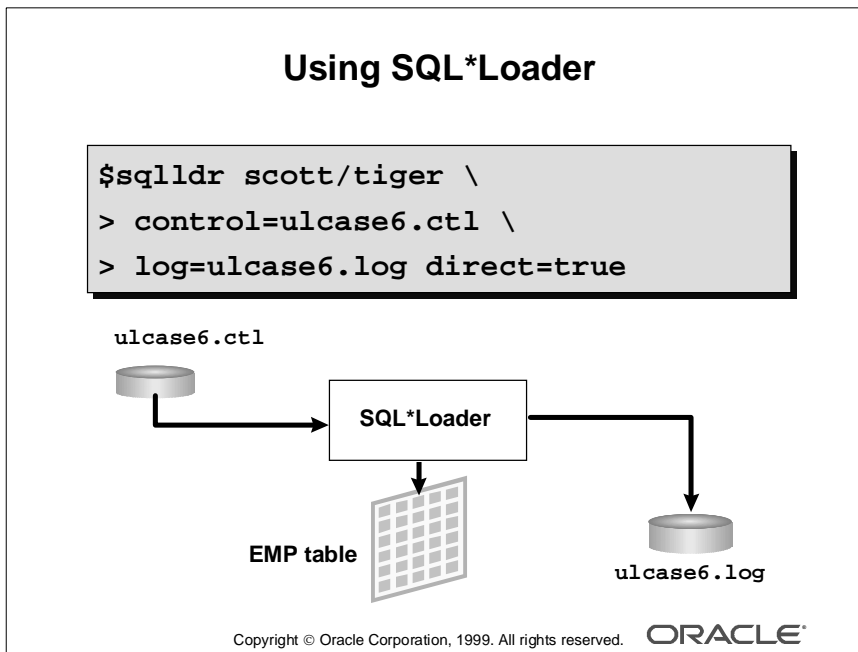 Using SQL*Loader
$sqlldr scott/tiger \
> control=ulcase6.ctl \
> log=ulcase6.log direct=true
ulcase6.ctl
SQL*Loader
EMP table
ulcase6.log
Copyright © Oracle Corporation, 1999. All rights reserved.
ORACLE®